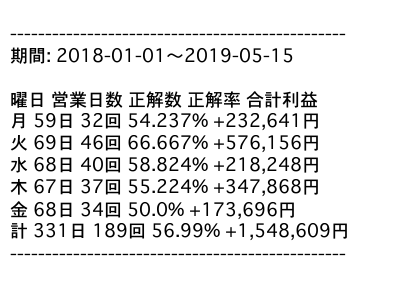 ------------------------------------------------
期間: 2018-01-01〜2019-05-15
曜日 営業日数 正解数 正解率 合計利益
月 59日 32回 54.237% +232,641円
火 69日 46回 66.667% +576,156円
水 68日 40回 58.824% +218,248円
木 67日 37回 55.224% +347,868円
金 68日 34回 50.0% +173,696円
計 331日 189回 56.99% +1,548,609円
------------------------------------------------